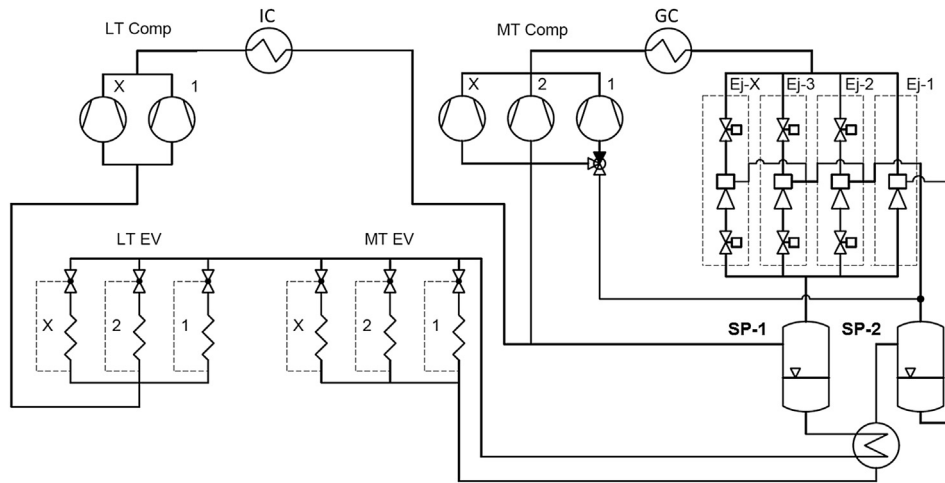 LT Comp
IC
MT Comp
GC
X
1
X
2
1
Ej-X
Ej-3
Ej-2
Ej-1
LT EV
MT EV
X
2
1
X
2
1
SP-1
SP-2